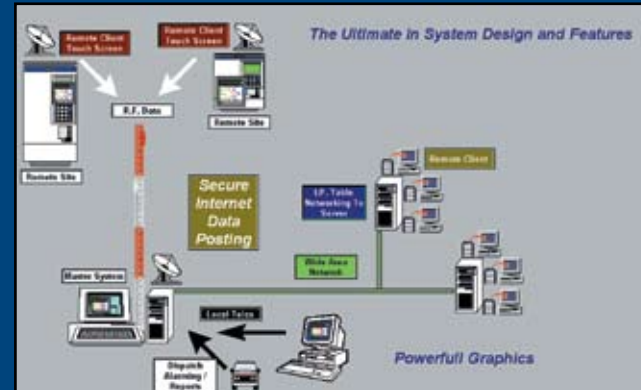 The Ultimate in System Design and Features
Remote Client
Touch Screen
Remote Client
Touch Screen
R.F. Data
Remote Site
Remote Site
Remote Client
I.P. Table
Networking To
Server
Secure
Internet
Data
Posting
Wide Area
Network
Master System
Local Telco
Dispatch
Alarming /
Reports
Powerfull Graphics